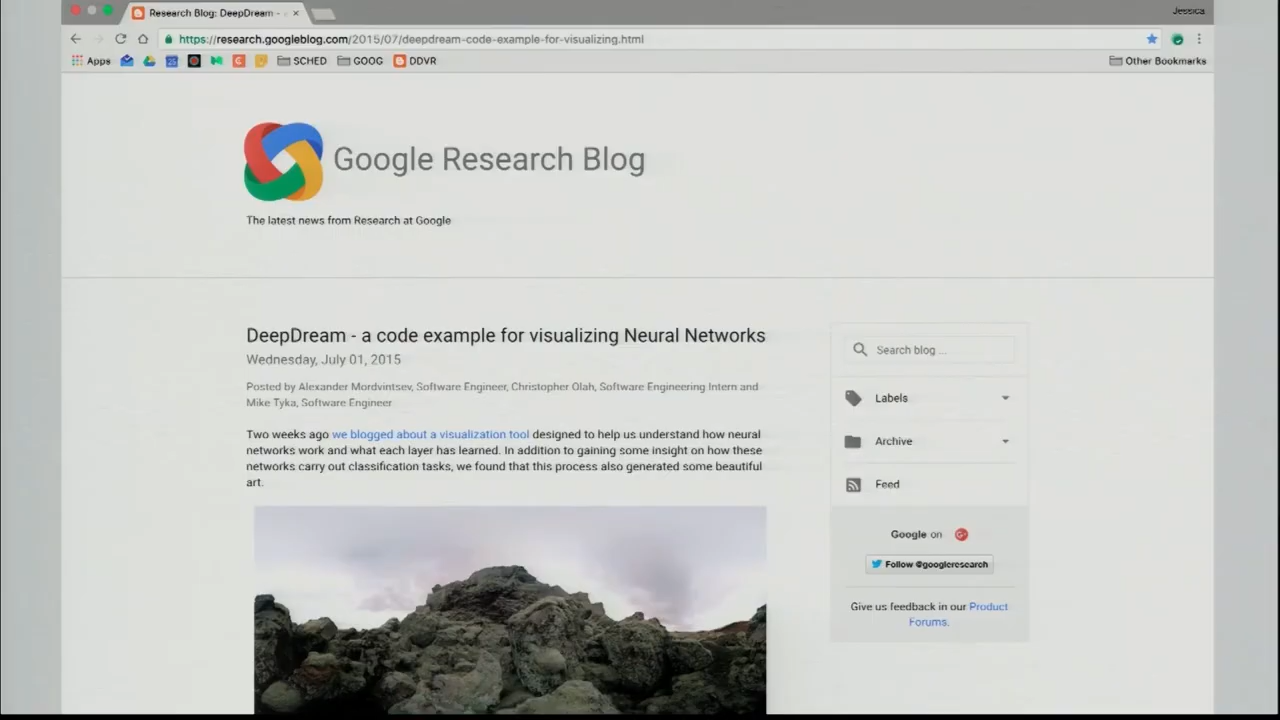 Research Blog: DeepDream -
Jessica
https://research.googleblog.com/2015/07/deepdream-code-example-for-visualizing.html
Apps
SCHED
GOOG
DDVR
Other Bookmarks
Google Research Blog
The latest news from Research at Google
DeepDream - a code example for visualizing Neural Networks
Wednesday, July 01, 2015
Posted by Alexander Mordvintsev, Software Engineer, Christopher Olah, Software Engineering Intern and
Mike Tyka, Software Engineer
Two weeks ago we blogged about a visualization tool designed to help us understand how neural
networks work and what each layer has learned. In addition to gaining some insight on how these
networks carry out classification tasks, we found that this process also generated some beautiful
art.
Search blog ...
Labels
Archive
Feed
Google on G+
Follow @googleresearch
Give us feedback in our Product
Forums.